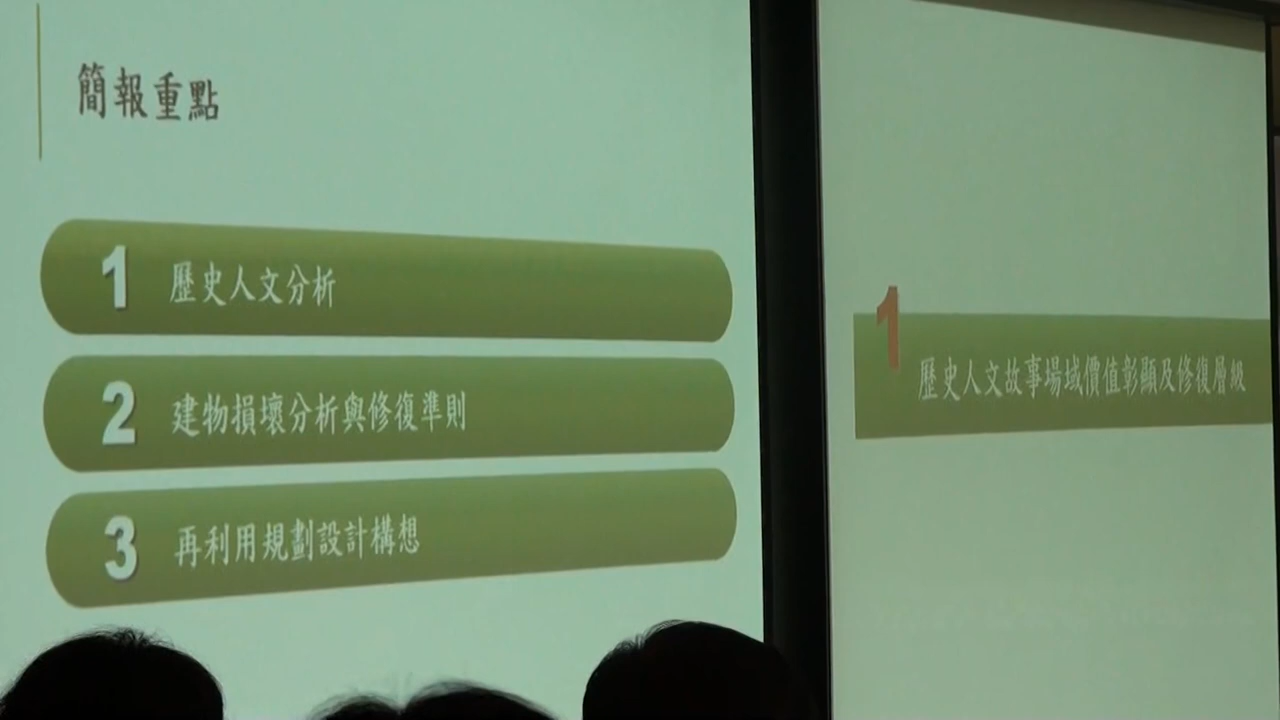 簡報重點
1 歷史人文分析
2 建物損壞分析與修復準則
3 再利用規劃設計構想
1
歷史人文故事場域價值彰顯及修復層級